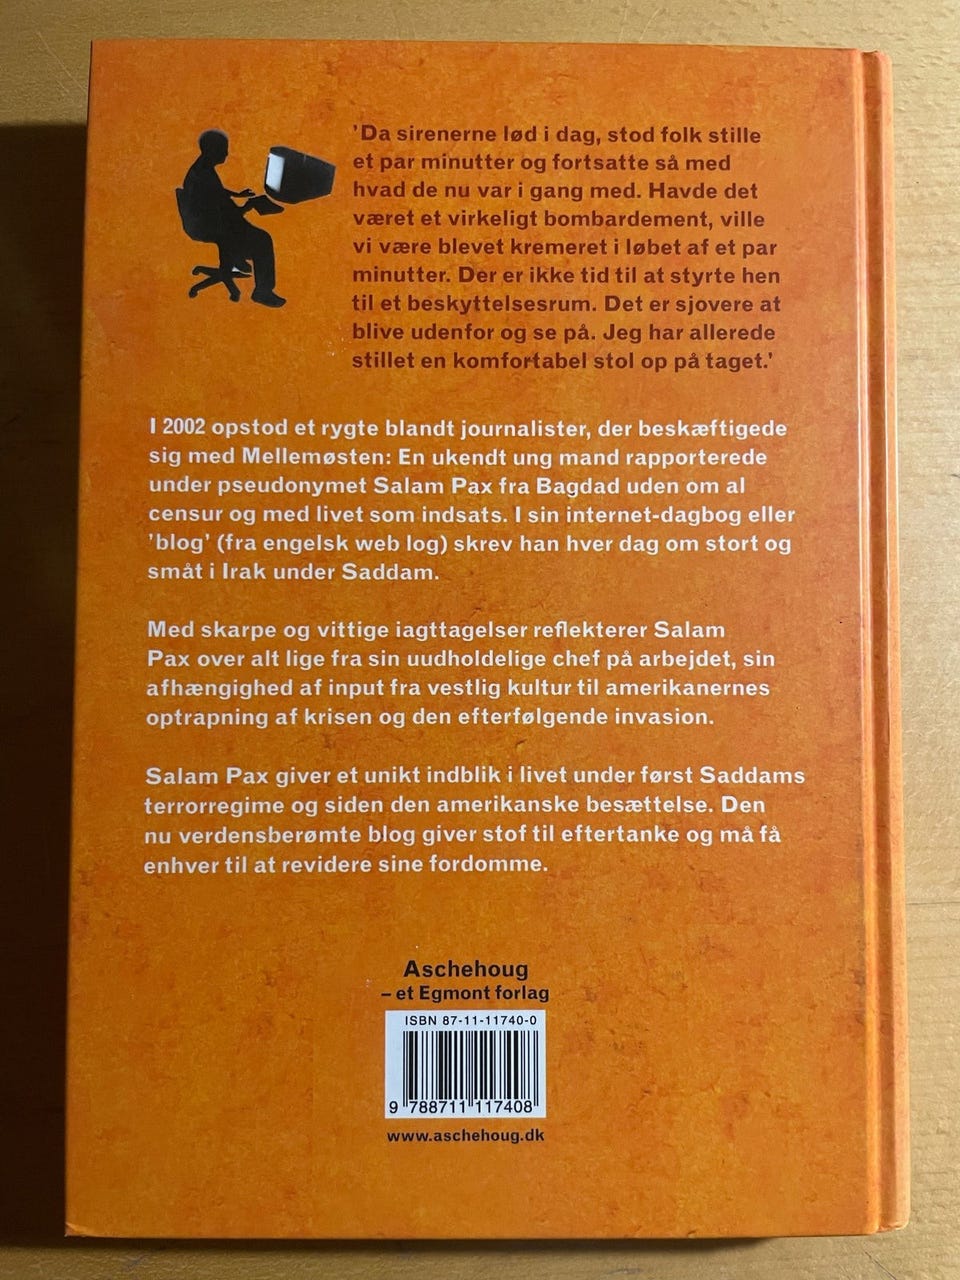 'Da sirenerne lød i dag, stod folk stille
et par minutter og fortsatte så med
hvad de nu var i gang med. Havde det
været et virkeligt bombardement, ville
vi være blevet kremeret i løbet af et par
minutter. Der er ikke tid til at styrte hen
til et beskyttelsesrum. Det er sjovere at
blive udenfor og se på. Jeg har allerede
stillet en komfortabel stol op på taget.'
I 2002 opstod et rygte blandt journalister, der beskæftigede
sig med Mellemøsten: En ukendt ung mand rapporterede
under pseudonymet Salam Pax fra Bagdad uden om al
censur og med livet som indsats. I sin internet-dagbog eller
'blog' (fra engelsk web log) skrev han hver dag om stort og
småt i Irak under Saddam.
Med skarpe og vittige iagttagelser reflekterer Salam
Pax over alt lige fra sin uudholdelige chef på arbejdet, sin
afhængighed af input fra vestlig kultur til amerikanernes
optrapning af krisen og den efterfølgende invasion.
Salam Pax giver et unikt indblik i livet under først Saddams
terrorregime og siden den amerikanske besættelse. Den
nu verdensberømte blog giver stof til eftertanke og må få
enhver til at revidere sine fordomme.
Aschehoug
– et Egmont forlag
ISBN 87-11-11740-0
9 788711 117408
www.aschehoug.dk